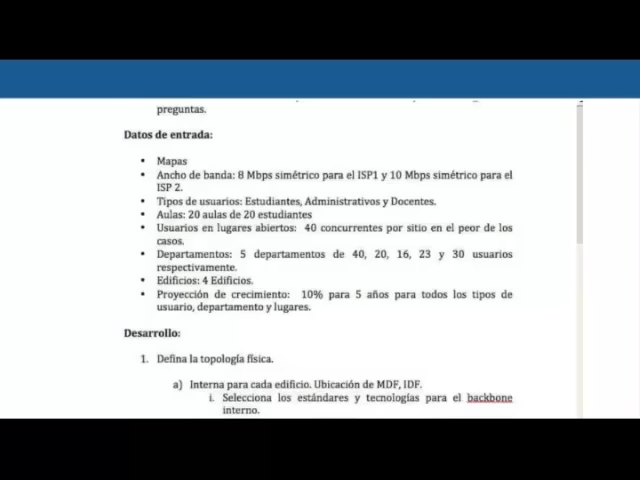 preguntas.
Datos de entrada:
• Mapas
• Ancho de banda: 8 Mbps simétrico para el ISP1 y 10 Mbps simétrico para el
ISP 2.
• Tipos de usuarios: Estudiantes, Administrativos y Docentes.
• Aulas: 20 aulas de 20 estudiantes
• Usuarios en lugares abiertos: 40 concurrentes por sitio en el peor de los
casos.
• Departamentos: 5 departamentos de 40, 20, 16, 23 y 30 usuarios
respectivamente.
• Edificios: 4 Edificios.
• Proyección de crecimiento: 10% para 5 años para todos los tipos de
usuario, departamento y lugares.
Desarrollo:
1. Defina la topología física.
a) Interna para cada edificio. Ubicación de MDF, IDF.
i. Selecciona los estándares y tecnologías para el backbone
interno.